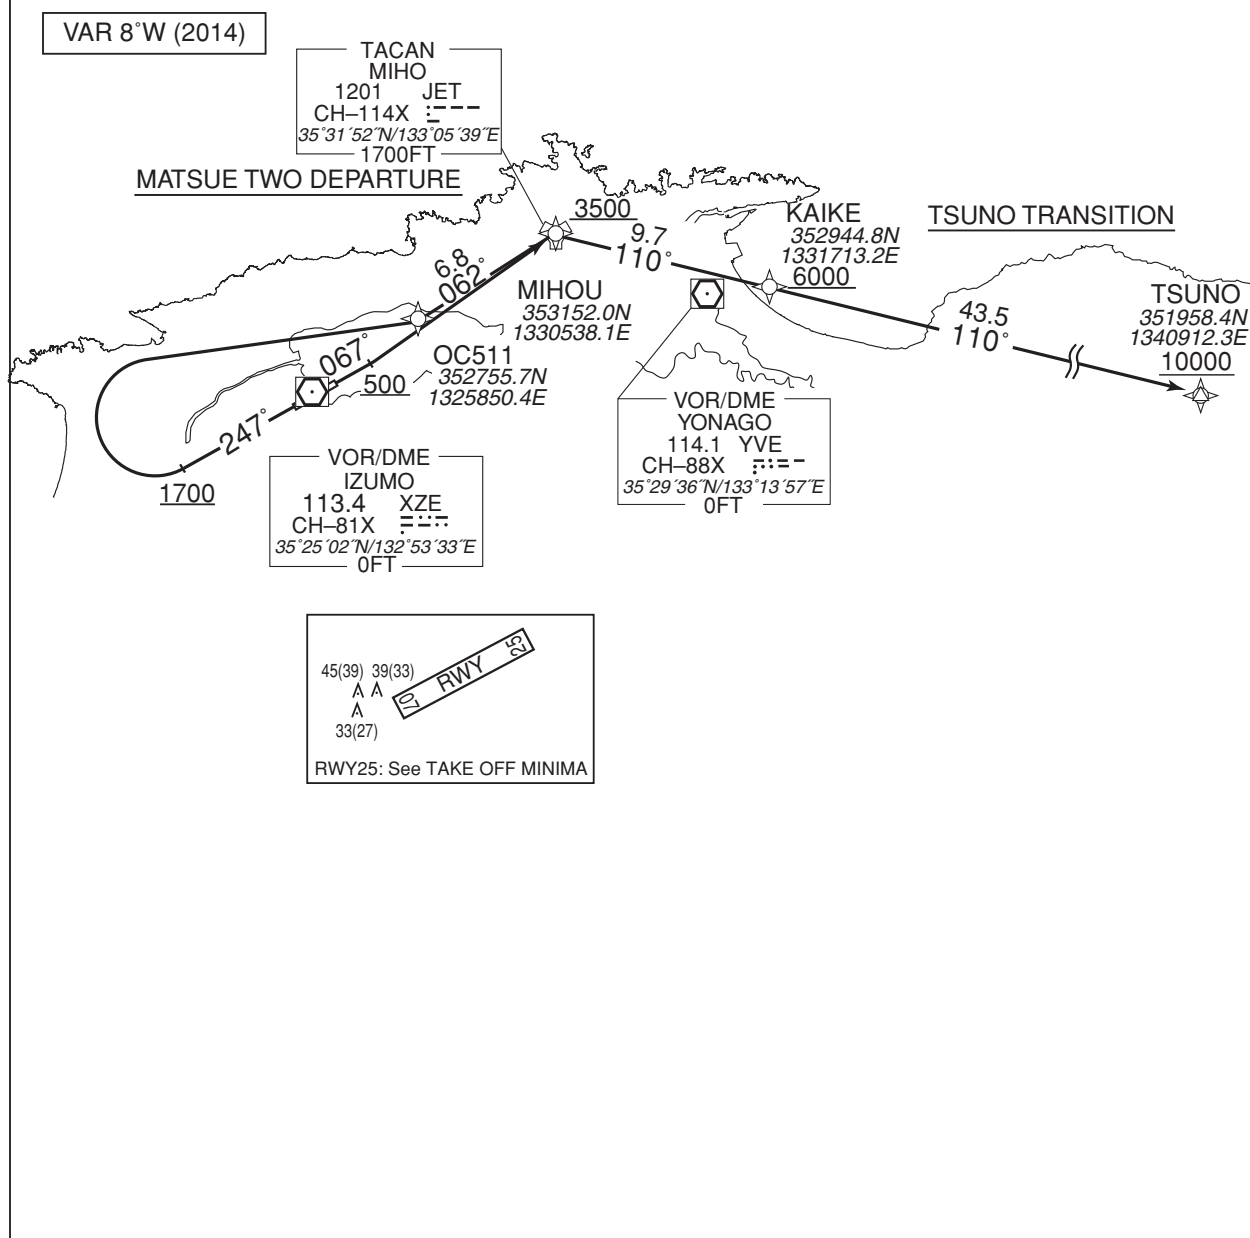 VAR 8°W (2014)
TACAN
MIHO
1201 JET
CH–114X
35°31´52˝N/133°05´39˝E
1700FT
MATSUE TWO DEPARTURE
3500
9.7
110°
KAIKE
352944.8N
1331713.2E
6000
TSUNO TRANSITION
6.8
062°
MIHOU
353152.0N
1330538.1E
43.5
110°
TSUNO
351958.4N
1340912.3E
10000
067°
OC511
352755.7N
1325850.4E
500
247°
1700
VOR/DME
IZUMO
113.4 XZE
CH–81X
35°25´02˝N/132°53´33˝E
0FT
VOR/DME
YONAGO
114.1 YVE
CH–88X
35°29´36˝N/133°13´57˝E
0FT
45(39) 39(33)
33(27)
07 RWY 25
RWY25: See TAKE OFF MINIMA